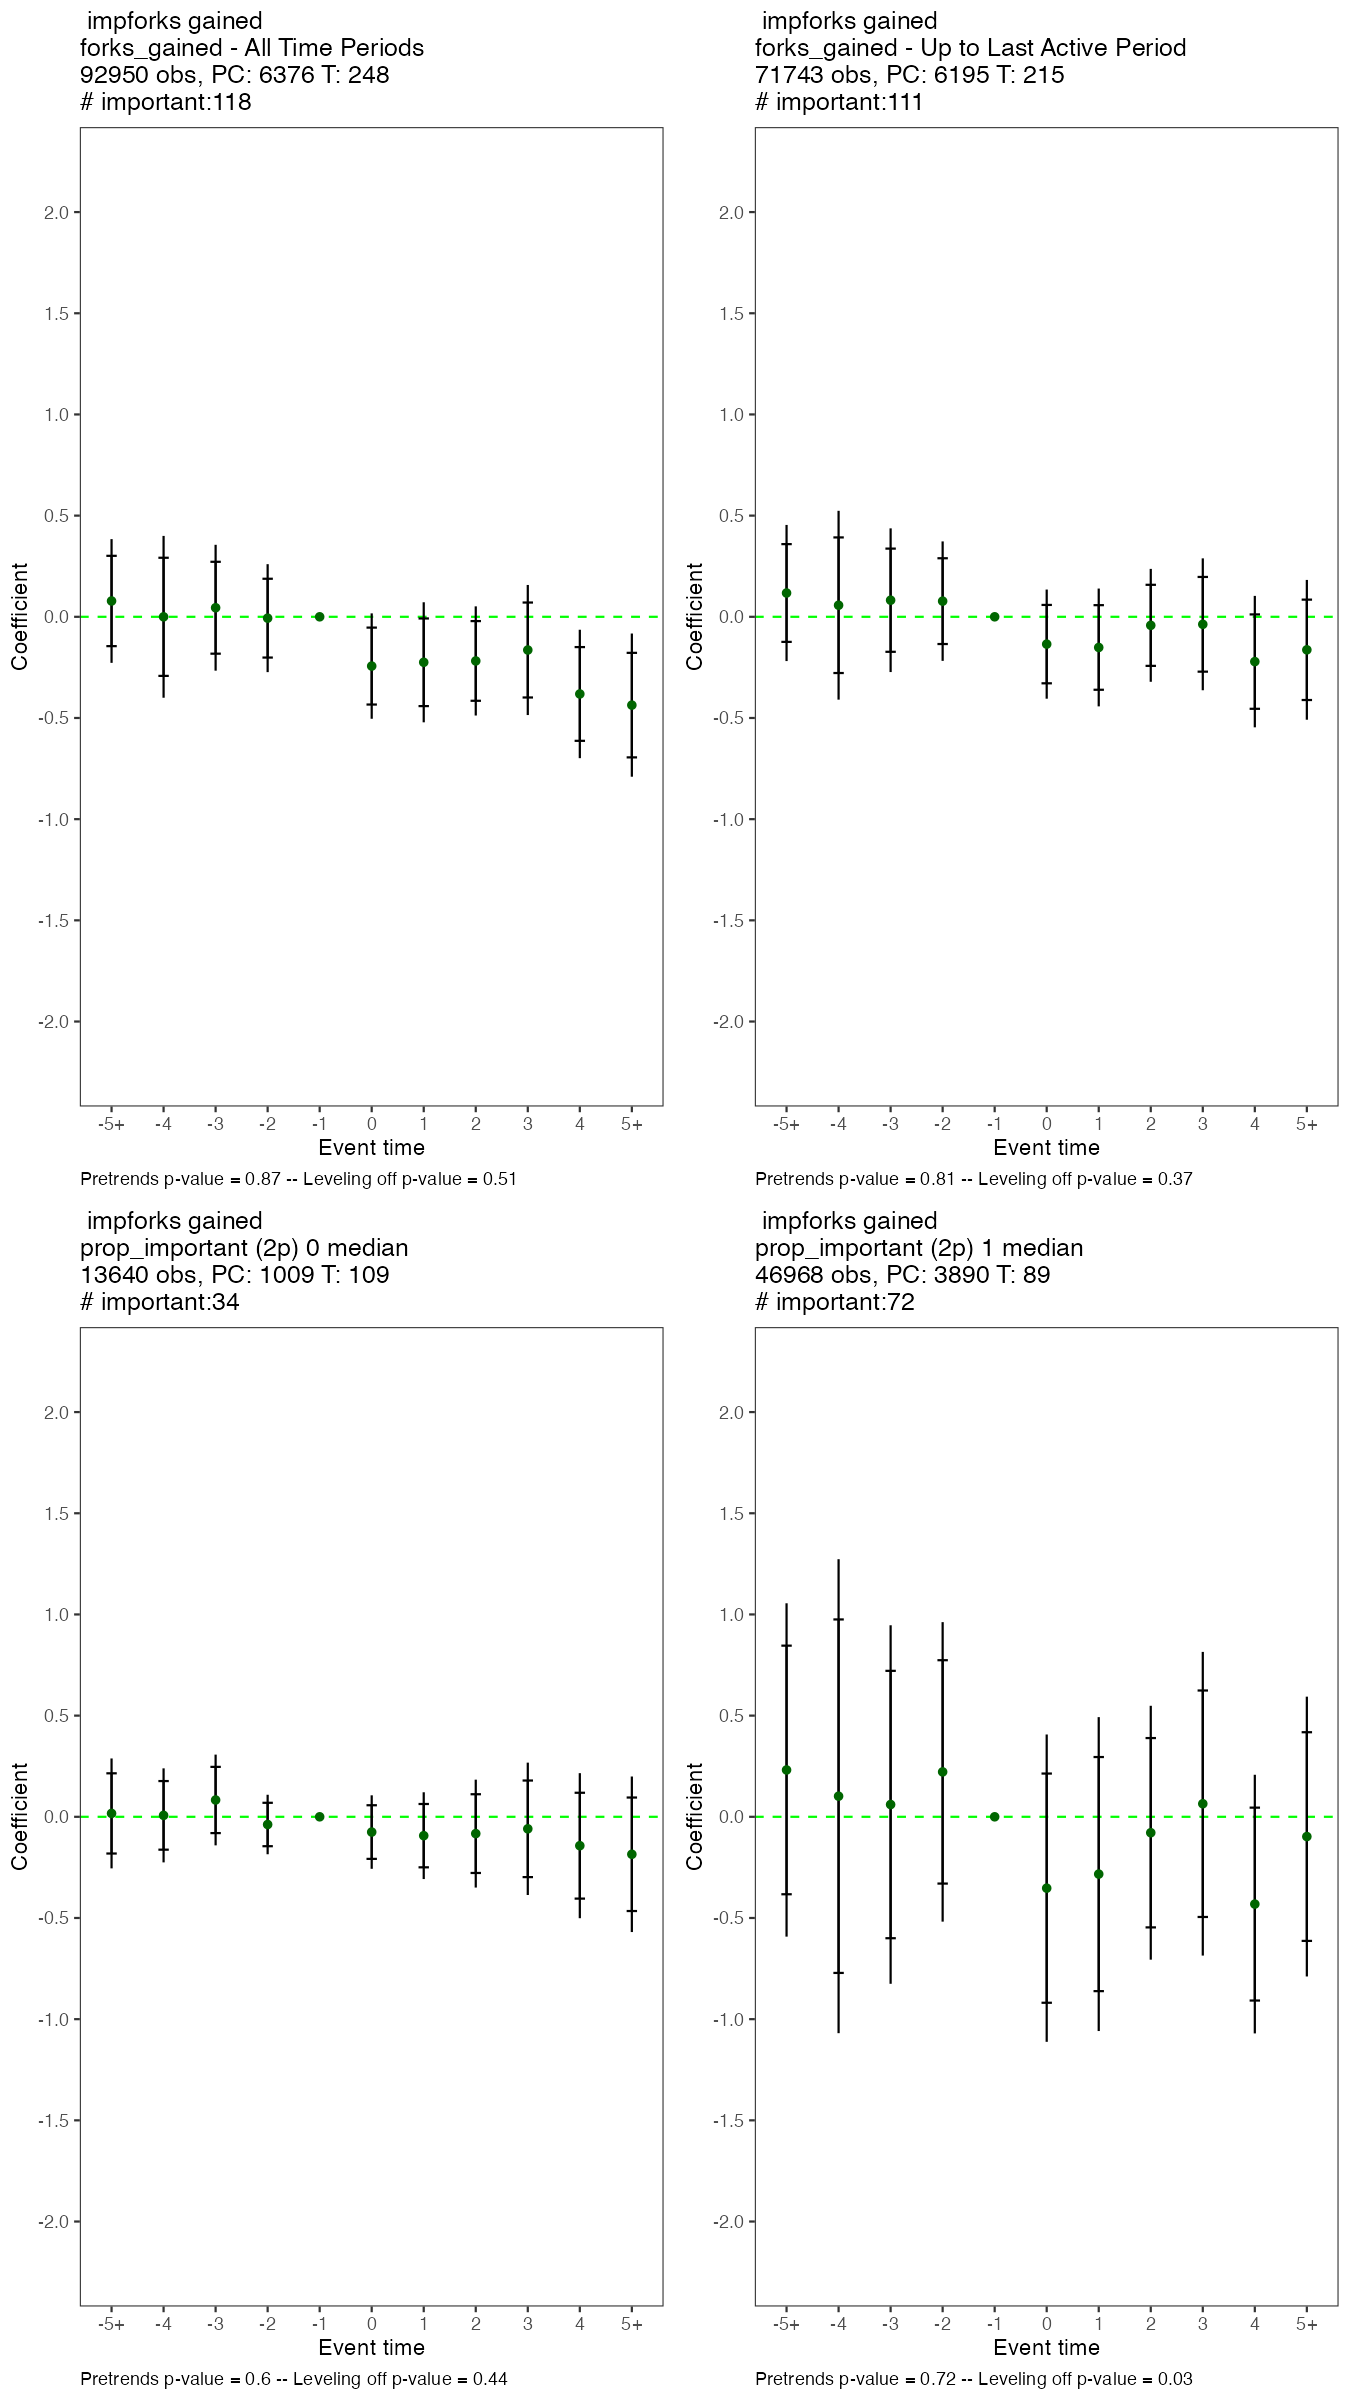 impforks gained
forks_gained - All Time Periods
92950 obs, PC: 6376 T: 248
# important:118
Coefficient
2.0
1.5
1.0
0.5
0.0
-0.5
-1.0
-1.5
-2.0
-5+ -4 -3 -2 -1 0 1 2 3 4 5+
Event time
Pretrends p-value = 0.87 -- Leveling off p-value = 0.51
impforks gained
forks_gained - Up to Last Active Period
71743 obs, PC: 6195 T: 215
# important:111
Coefficient
2.0
1.5
1.0
0.5
0.0
-0.5
-1.0
-1.5
-2.0
-5+ -4 -3 -2 -1 0 1 2 3 4 5+
Event time
Pretrends p-value = 0.81 -- Leveling off p-value = 0.37
impforks gained
prop_important (2p) 0 median
13640 obs, PC: 1009 T: 109
# important:34
Coefficient
2.0
1.5
1.0
0.5
0.0
-0.5
-1.0
-1.5
-2.0
-5+ -4 -3 -2 -1 0 1 2 3 4 5+
Event time
Pretrends p-value = 0.6 -- Leveling off p-value = 0.44
impforks gained
prop_important (2p) 1 median
46968 obs, PC: 3890 T: 89
# important:72
Coefficient
2.0
1.5
1.0
0.5
0.0
-0.5
-1.0
-1.5
-2.0
-5+ -4 -3 -2 -1 0 1 2 3 4 5+
Event time
Pretrends p-value = 0.72 -- Leveling off p-value = 0.03